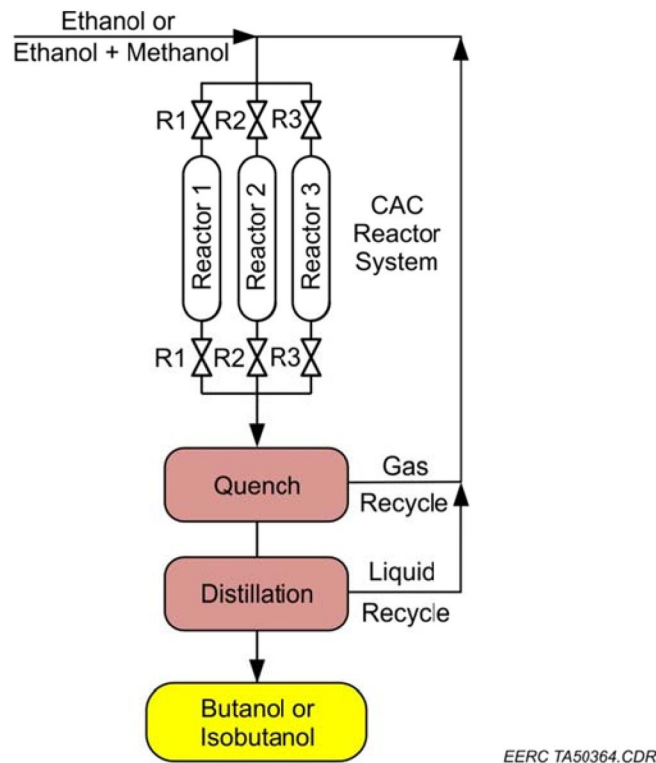 Ethanol or
Ethanol + Methanol
R1
R2
R3
Reactor 1
Reactor 2
Reactor 3
CAC
Reactor
System
R1
R2
R3
Quench
Gas
Recycle
Distillation
Liquid
Recycle
Butanol or
Isobutanol
EERC TA50364.CDR